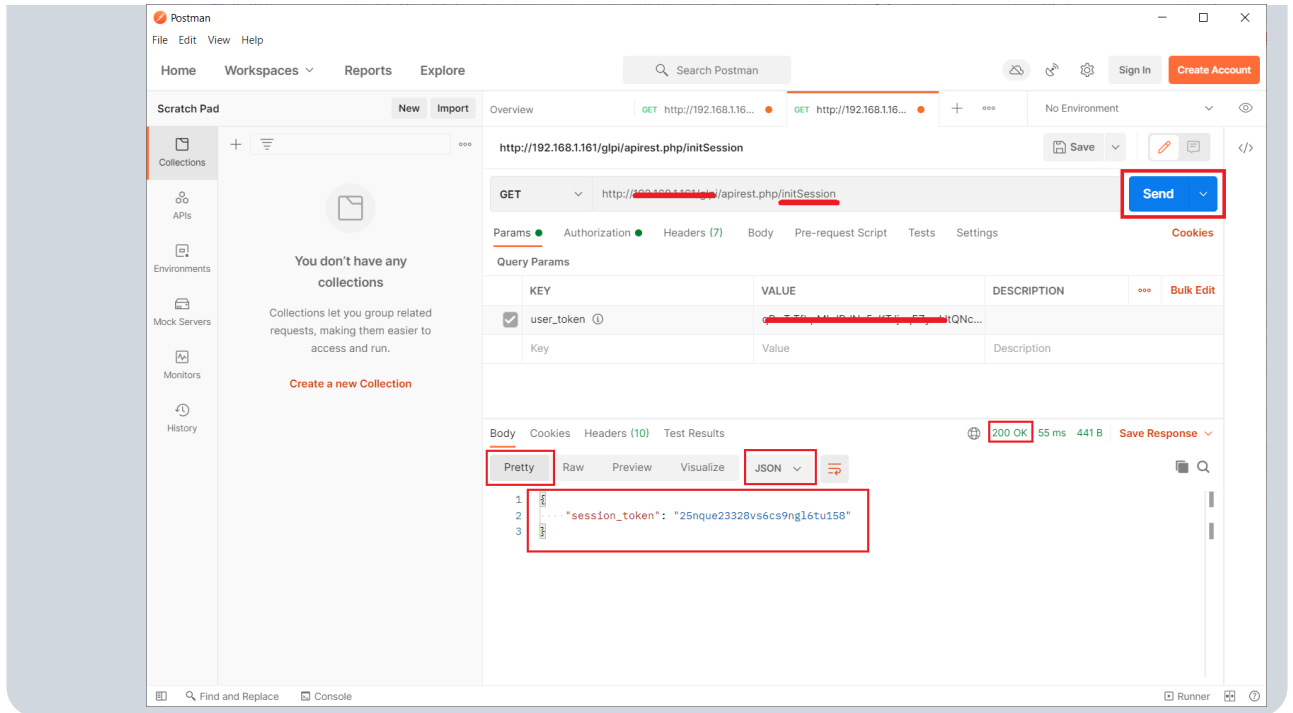 Postman
File Edit View Help
Home Workspaces Reports Explore Search Postman Sign In Create Account
Scratch Pad New Import Overview GET http://192.168.1.16... GET http://192.168.1.16... No Environment
Collections
APIs
Environments
Mock Servers
Monitors
History
You don't have any
collections
Collections let you group related
requests, making them easier to
access and run.
Create a new Collection
http://192.168.1.161/glpi/apirest.php/initSession Save
GET http:// /apirest.php/initSession Send
Params Authorization Headers (7) Body Pre-request Script Tests Settings Cookies
Query Params
KEY VALUE DESCRIPTION Bulk Edit
user_token
Key Value Description
Body Cookies Headers (10) Test Results 200 OK 55 ms 441 B Save Response
Pretty Raw Preview Visualize JSON
1 {
2 "session_token": "25nque23328vs6cs9ngl6tu158"
3 }
Find and Replace Console Runner